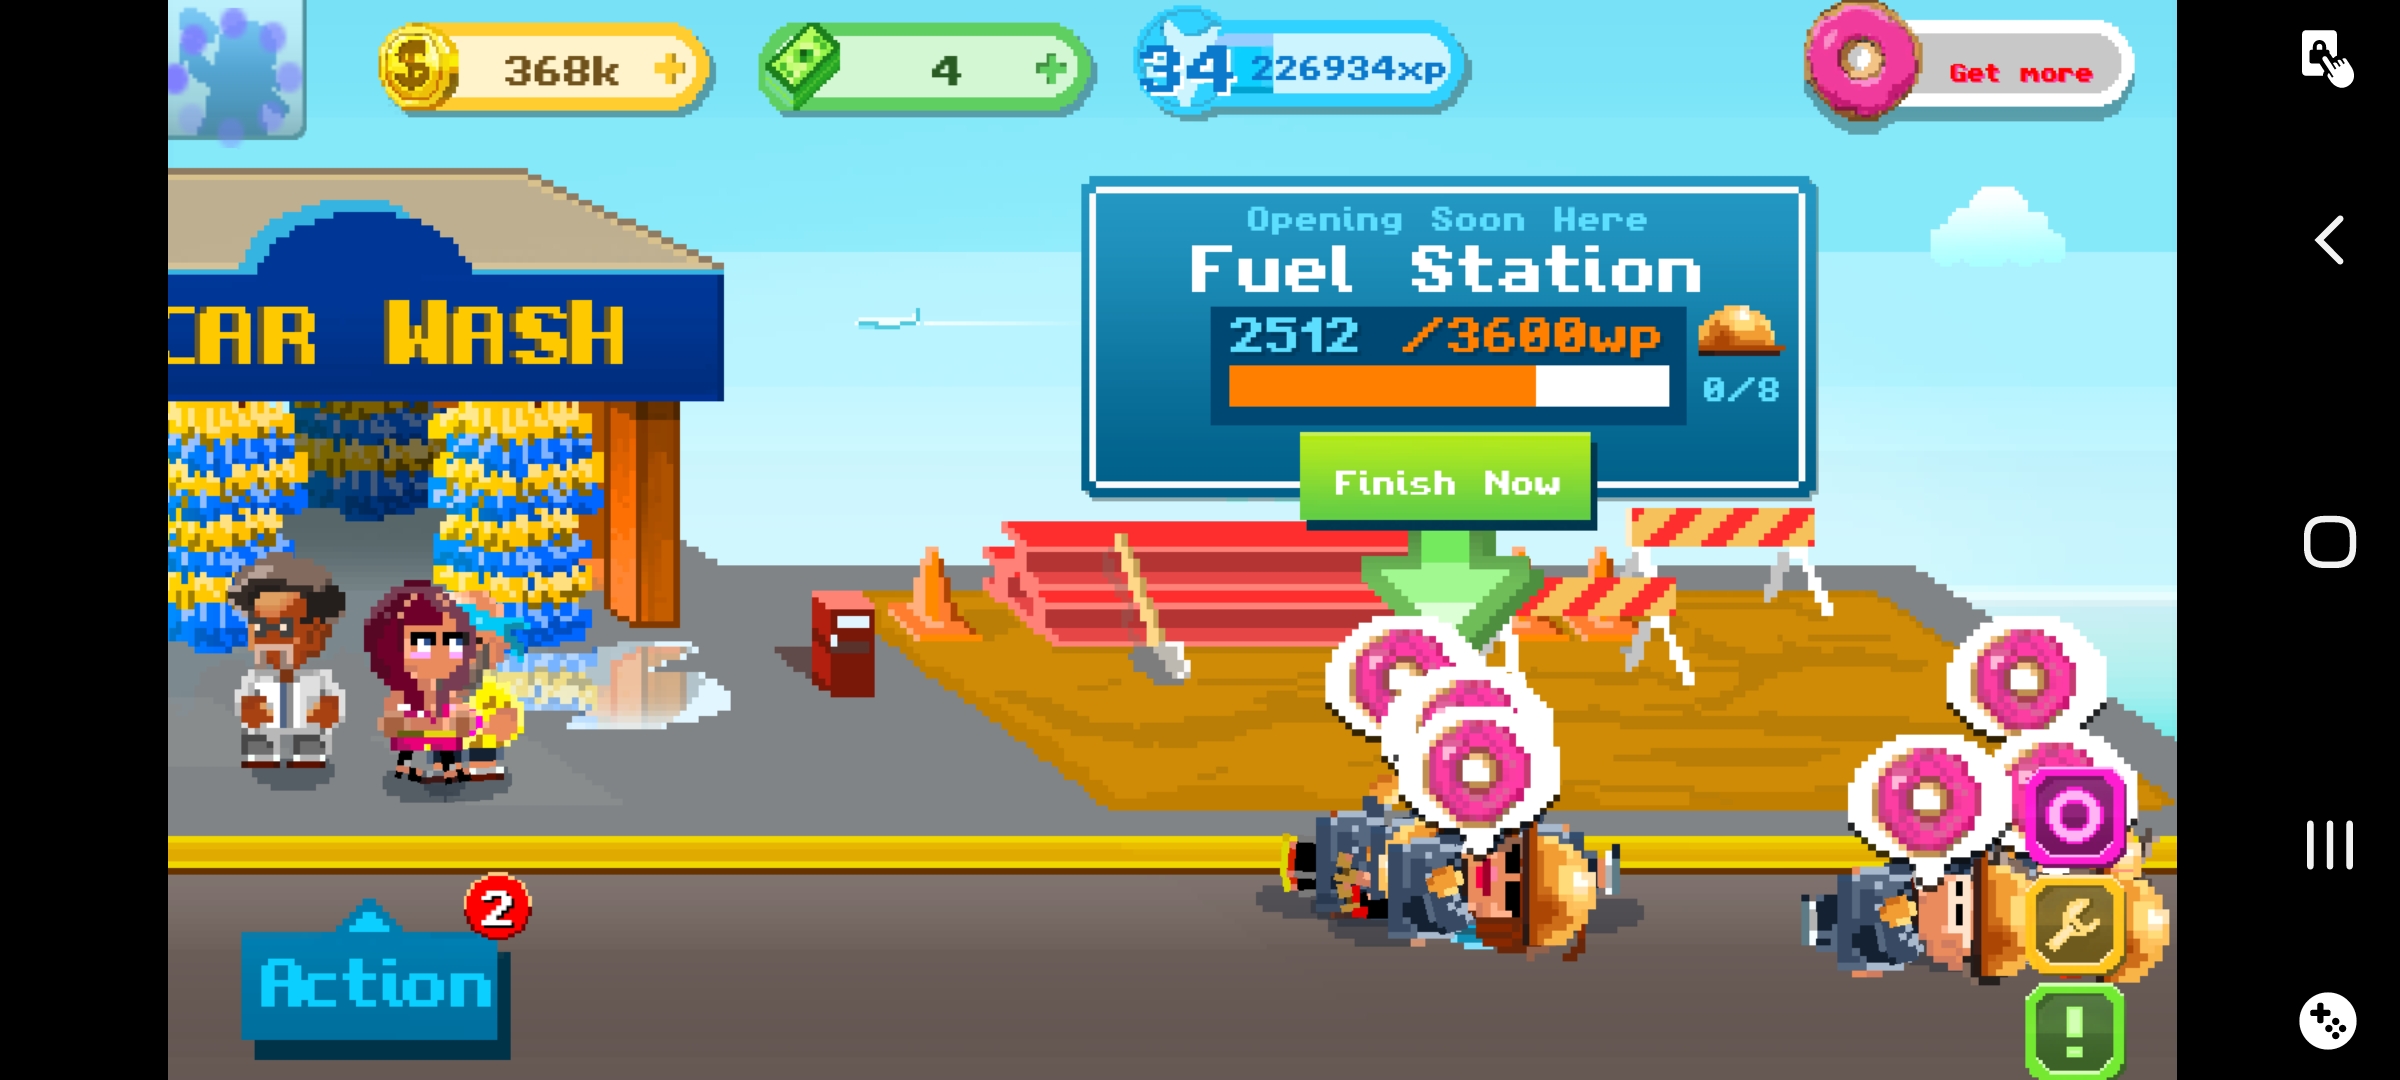 368k
4
34
226934xp
Get more
CAR WASH
Opening Soon Here
Fuel Station
2512 /3600wp
0/8
Finish Now
2
Action